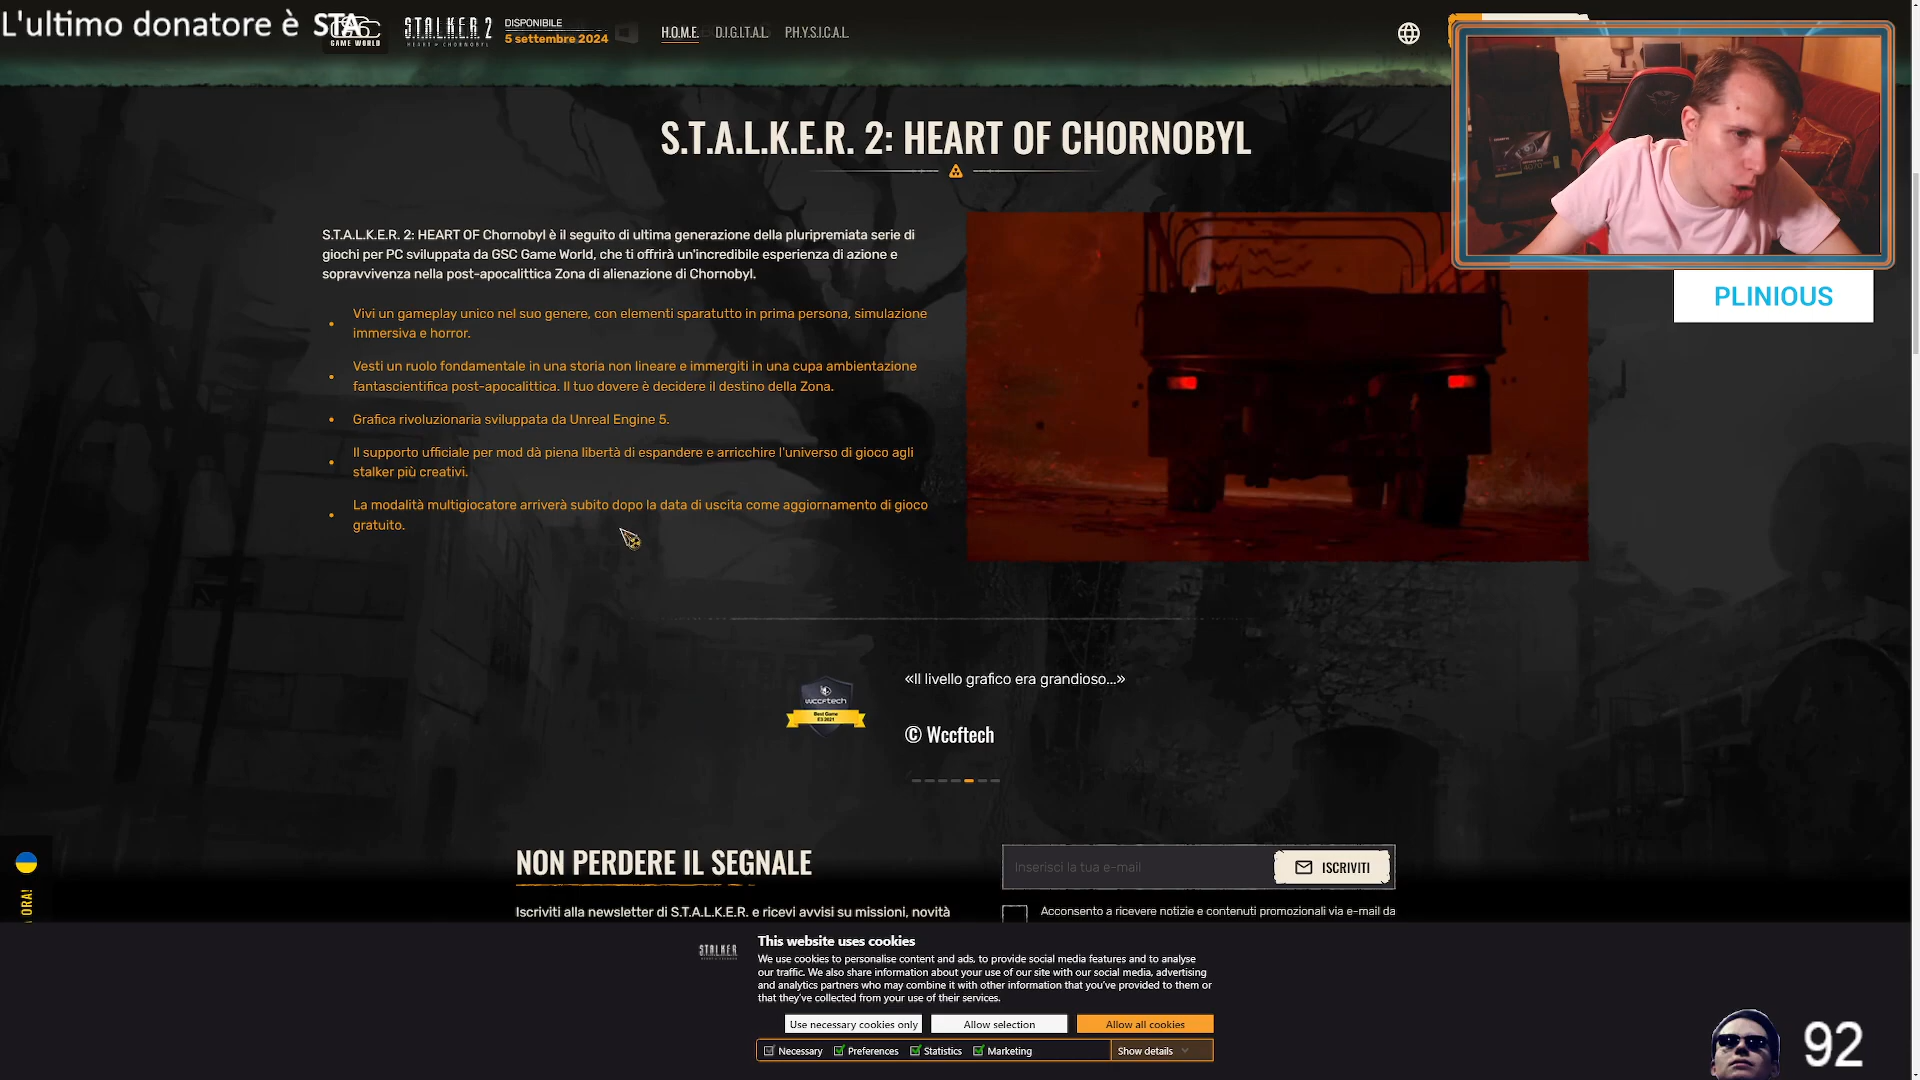 L'ultimo donatore è STA
GSC
GAME WORLD
S.T.A.L.K.E.R. 2
HEART OF CHORNOBYL
DISPONIBILE
5 settembre 2024
H.O.M.E.
D.I.G.I.T.A.L.
P.H.Y.S.I.C.A.L.
S.T.A.L.K.E.R. 2: HEART OF CHORNOBYL
S.T.A.L.K.E.R. 2: HEART OF Chornobyl è il seguito di ultima generazione della pluripremiata serie di
giochi per PC sviluppata da GSC Game World, che ti offrirà un'incredibile esperienza di azione e
sopravvivenza nella post-apocalittica Zona di alienazione di Chornobyl.
• Vivi un gameplay unico nel suo genere, con elementi sparatutto in prima persona, simulazione
immersiva e horror.
• Vesti un ruolo fondamentale in una storia non lineare e immergiti in una cupa ambientazione
fantascientifica post-apocalittica. Il tuo dovere è decidere il destino della Zona.
• Grafica rivoluzionaria sviluppata da Unreal Engine 5.
• Il supporto ufficiale per mod dà piena libertà di espandere e arricchire l'universo di gioco agli
stalker più creativi.
• La modalità multigiocatore arriverà subito dopo la data di uscita come aggiornamento di gioco
gratuito.
PLINIOUS
wccftech
Best Game
E3 2021
«Il livello grafico era grandioso...»
© Wccftech
NON PERDERE IL SEGNALE
Iscriviti alla newsletter di S.T.A.L.K.E.R. e ricevi avvisi su missioni, novità
Inserisci la tua e-mail
ISCRIVITI
Acconsento a ricevere notizie e contenuti promozionali via e-mail da
ORA!
S.T.A.L.K.E.R
This website uses cookies
We use cookies to personalise content and ads, to provide social media features and to analyse
our traffic. We also share information about your use of our site with our social media, advertising
and analytics partners who may combine it with other information that you've provided to them or
that they've collected from your use of their services.
Use necessary cookies only
Allow selection
Allow all cookies
Necessary
Preferences
Statistics
Marketing
Show details
92